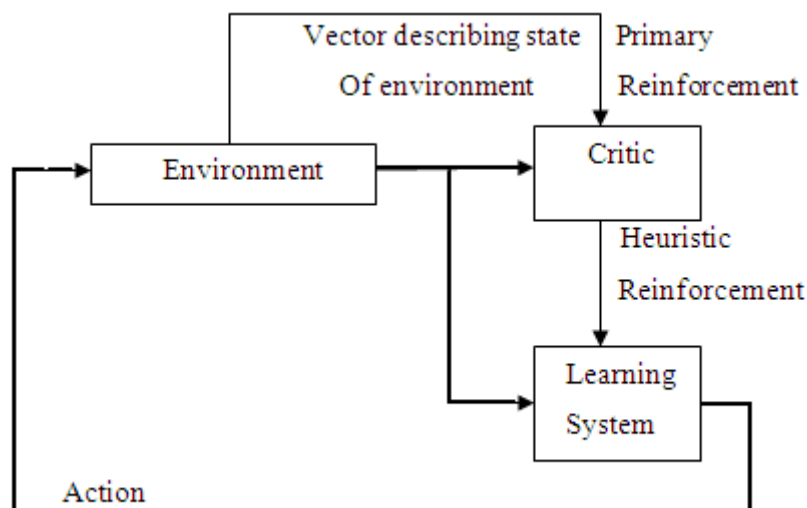 Vector describing state
Of environment
Primary
Reinforcement
Environment
Critic
Heuristic
Reinforcement
Learning
System
Action